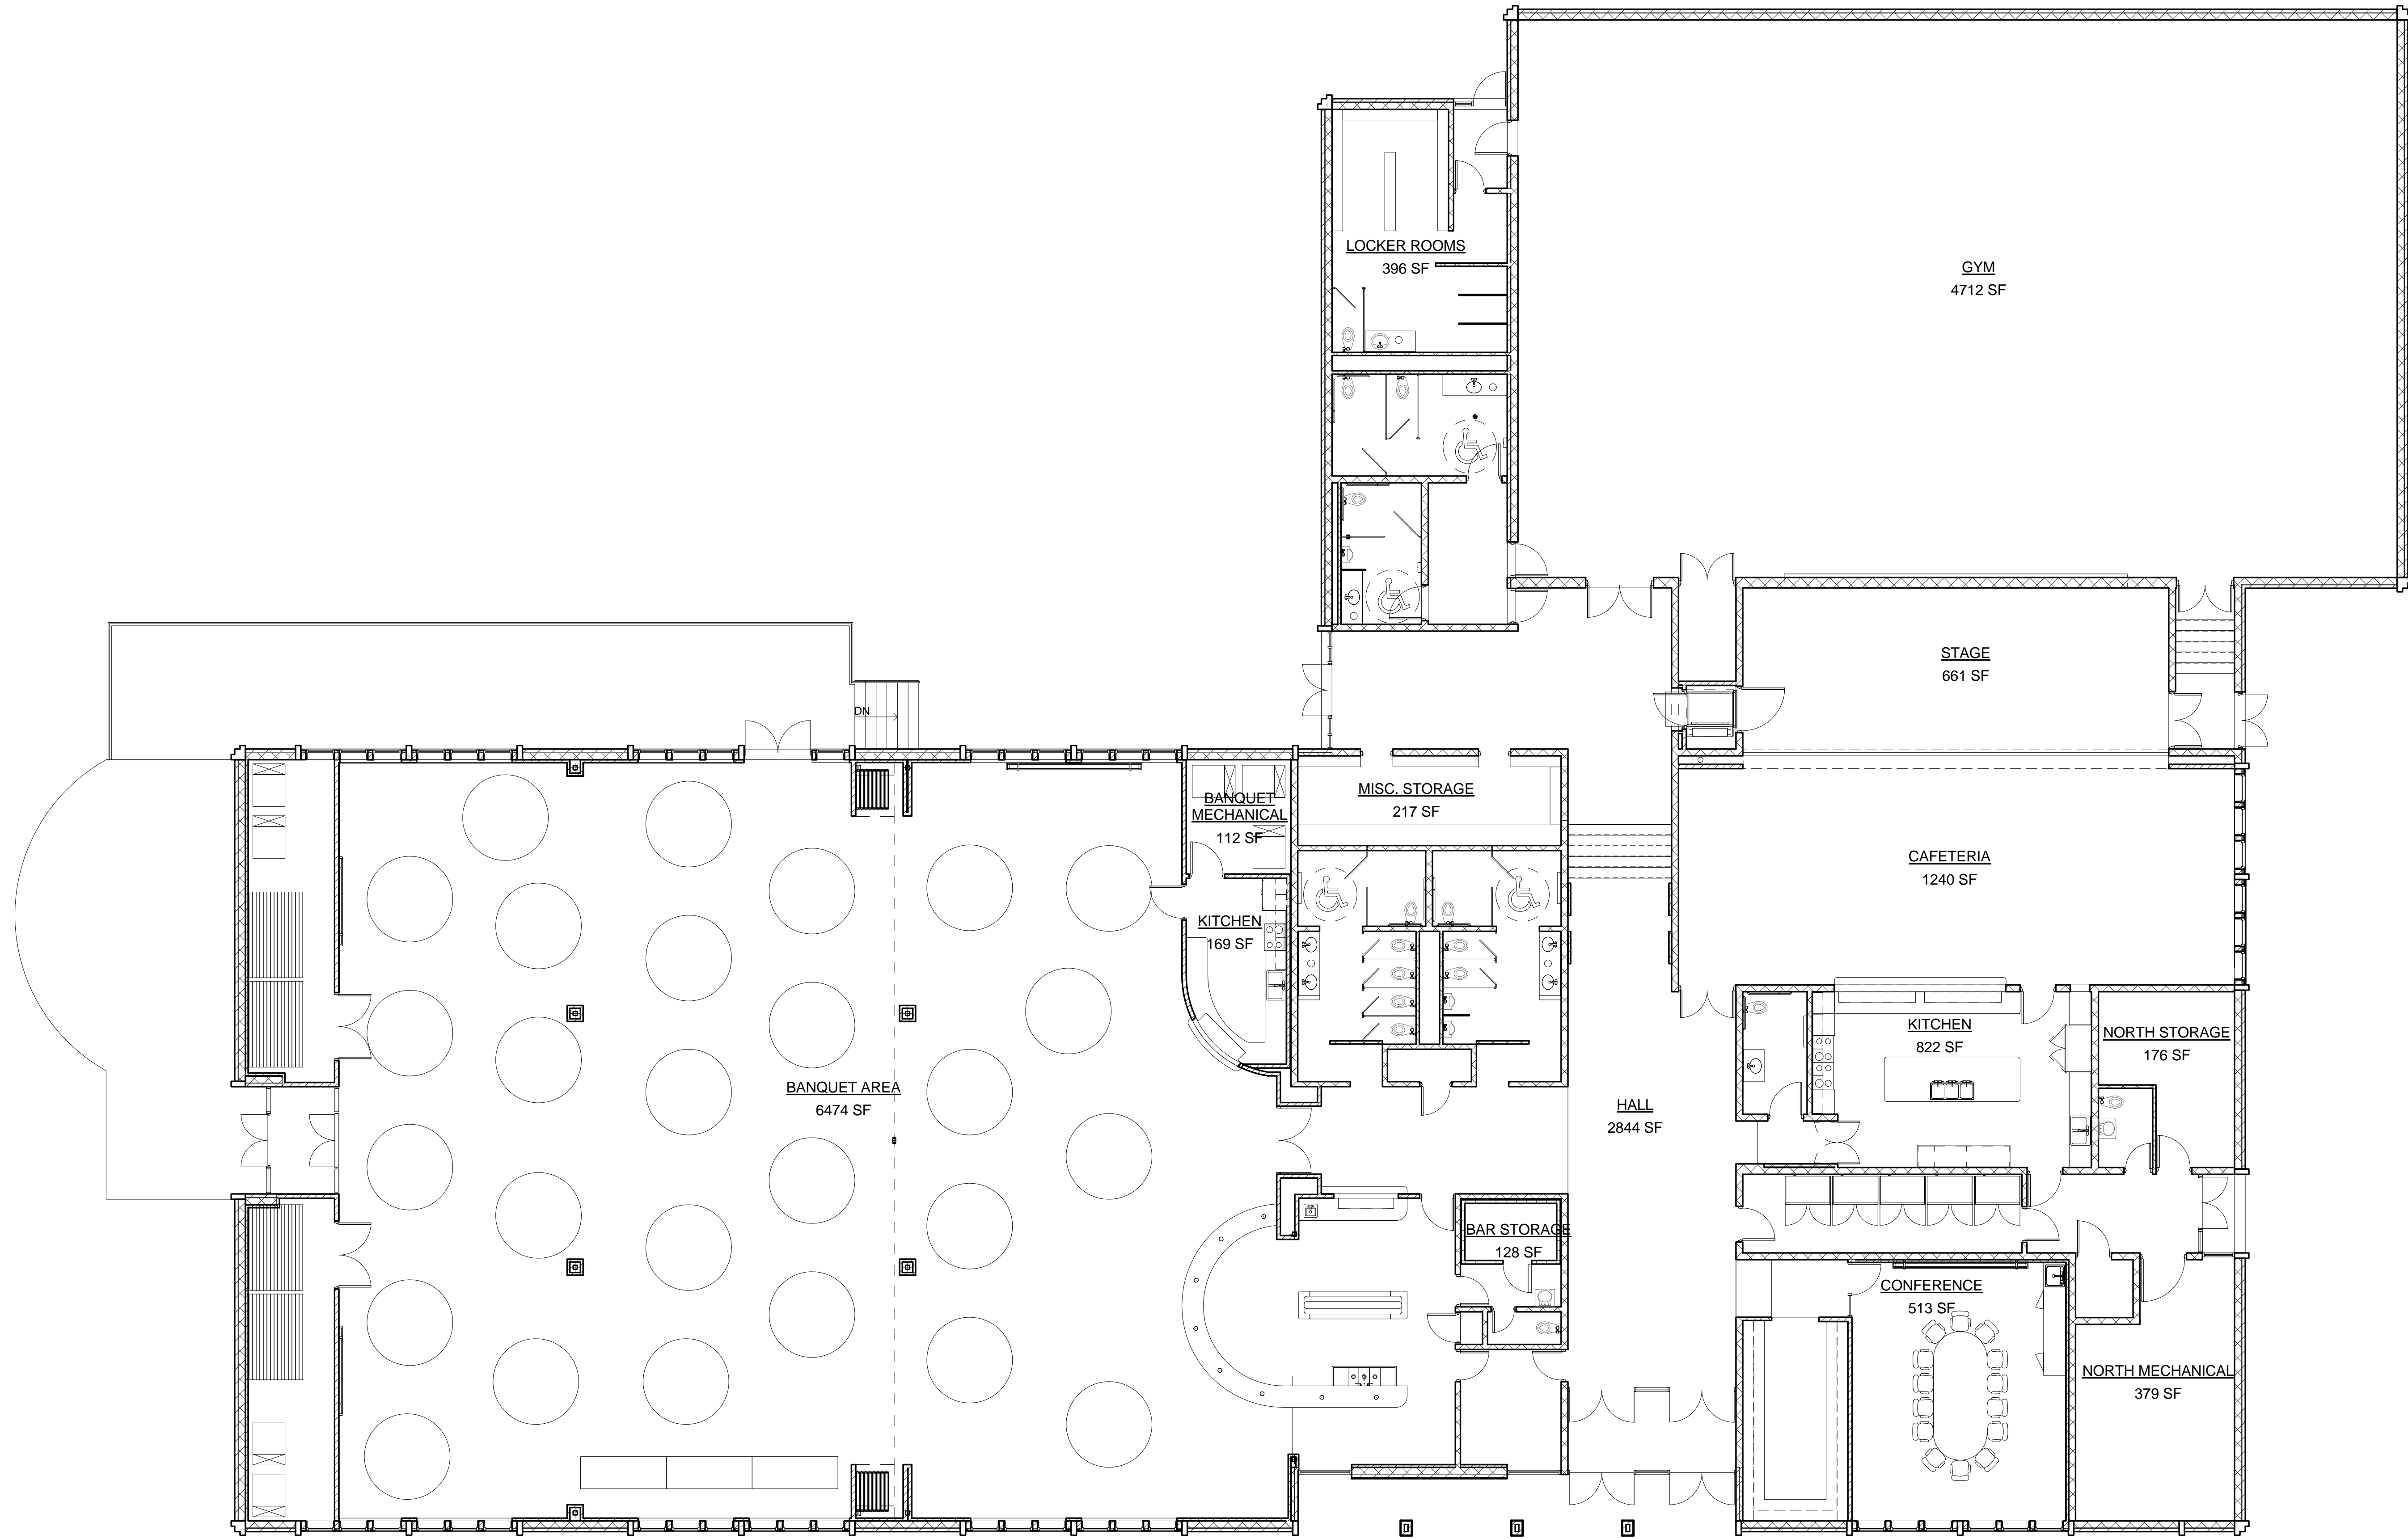 LOCKER ROOMS
396 SF
GYM
4712 SF
STAGE
661 SF
DN
BANQUET
MECHANICAL
112 SF
MISC. STORAGE
217 SF
CAFETERIA
1240 SF
KITCHEN
169 SF
KITCHEN
822 SF
NORTH STORAGE
176 SF
BANQUET AREA
6474 SF
HALL
2844 SF
BAR STORAGE
128 SF
CONFERENCE
513 SF
NORTH MECHANICAL
379 SF